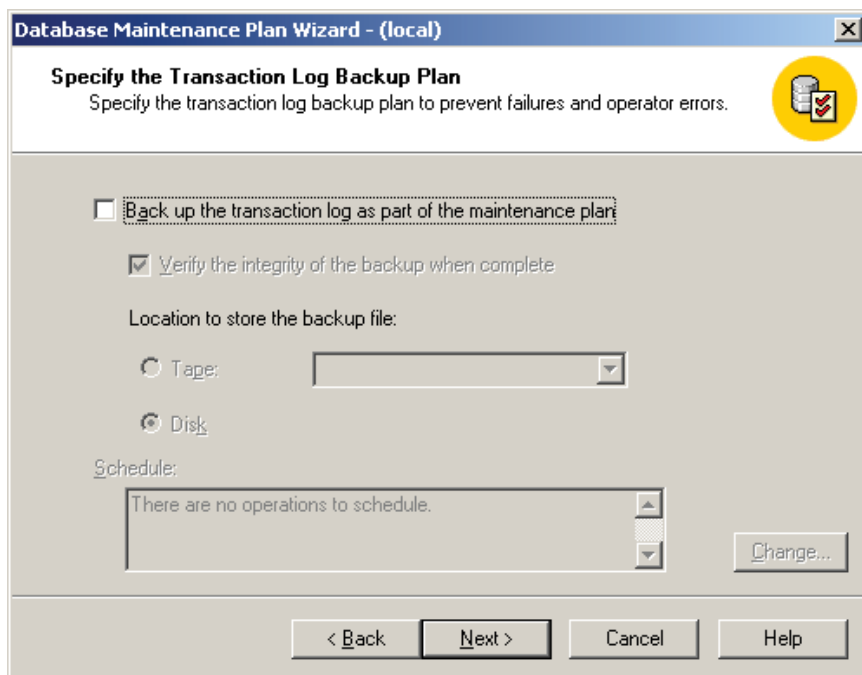 Database Maintenance Plan Wizard - (local)
Specify the Transaction Log Backup Plan
Specify the transaction log backup plan to prevent failures and operator errors.
Back up the transaction log as part of the maintenance plan
Verify the integrity of the backup when complete
Location to store the backup file:
Tape:
Disk
Schedule:
There are no operations to schedule.
Change...
< Back Next > Cancel Help